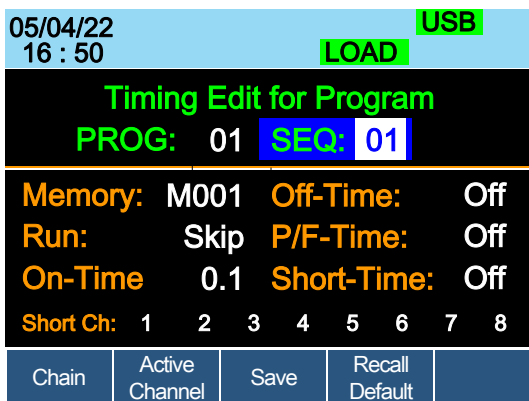 05/04/22 USB
16 : 50 LOAD
Timing Edit for Program
PROG: 01 SEQ: 01
Memory: M001 Off-Time: Off
Run: Skip P/F-Time: Off
On-Time 0.1 Short-Time: Off
Short Ch: 1 2 3 4 5 6 7 8
Chain Active Channel Save Recall Default